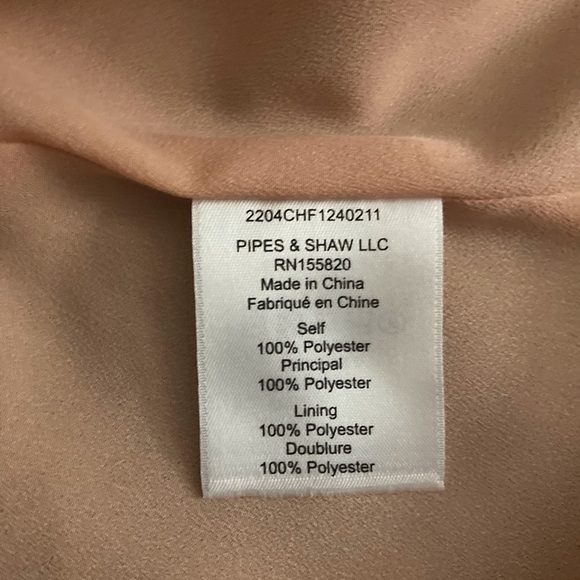 2204CHF1240211
PIPES & SHAW LLC
RN155820
Made in China
Fabriqué en Chine
Self
100% Polyester
Principal
100% Polyester
Lining
100% Polyester
Doublure
100% Polyester